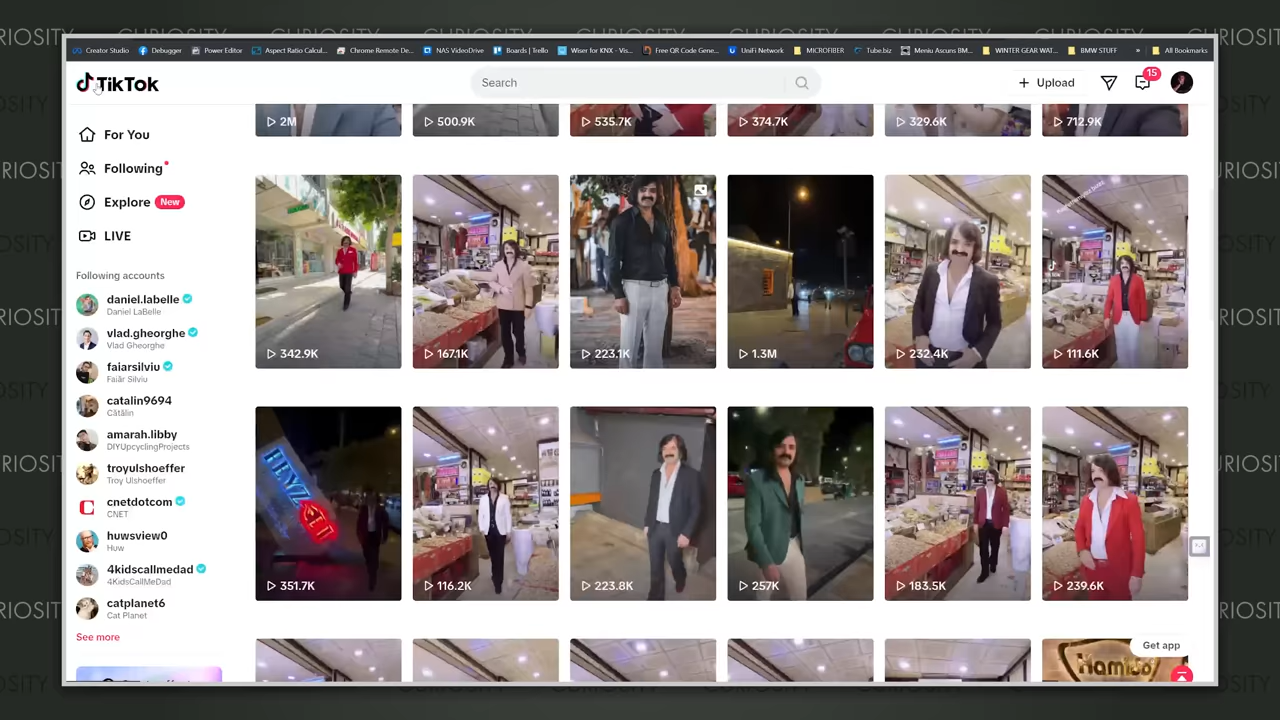 CURIOSITY
Creator Studio Debugger Power Editor Aspect Ratio Calcul... Chrome Remote De... NAS VideoDrive Boards | Trello Wiser for KNX - Vis... Free QR Code Gene... UniFi Network MICROFIBER Tube.biz Meniu Ascuns BM... WINTER GEAR WAT... BMW STUFF » All Bookmarks
TikTok Search + Upload 15
2M 500.9K 535.7K 374.7K 329.6K 712.9K
For You
Following
Explore New
LIVE
342.9K 167.1K 223.1K 1.3M 232.4K 111.6K
Following accounts
daniel.labelle
Daniel LaBelle
vlad.gheorghe
Vlad Gheorghe
faiarsilviu
Faiăr Silviu
catalin9694
Cătălin
amarah.libby
DIYUpcyclingProjects
troyulshoeffer
Troy Ulshoeffer
cnetdotcom
CNET
huwsview0
Huw
4kidscallmedad
4KidsCallMeDad
catplanet6
Cat Planet
351.7K 116.2K 223.8K 257K 183.5K 239.6K
See more
Get app